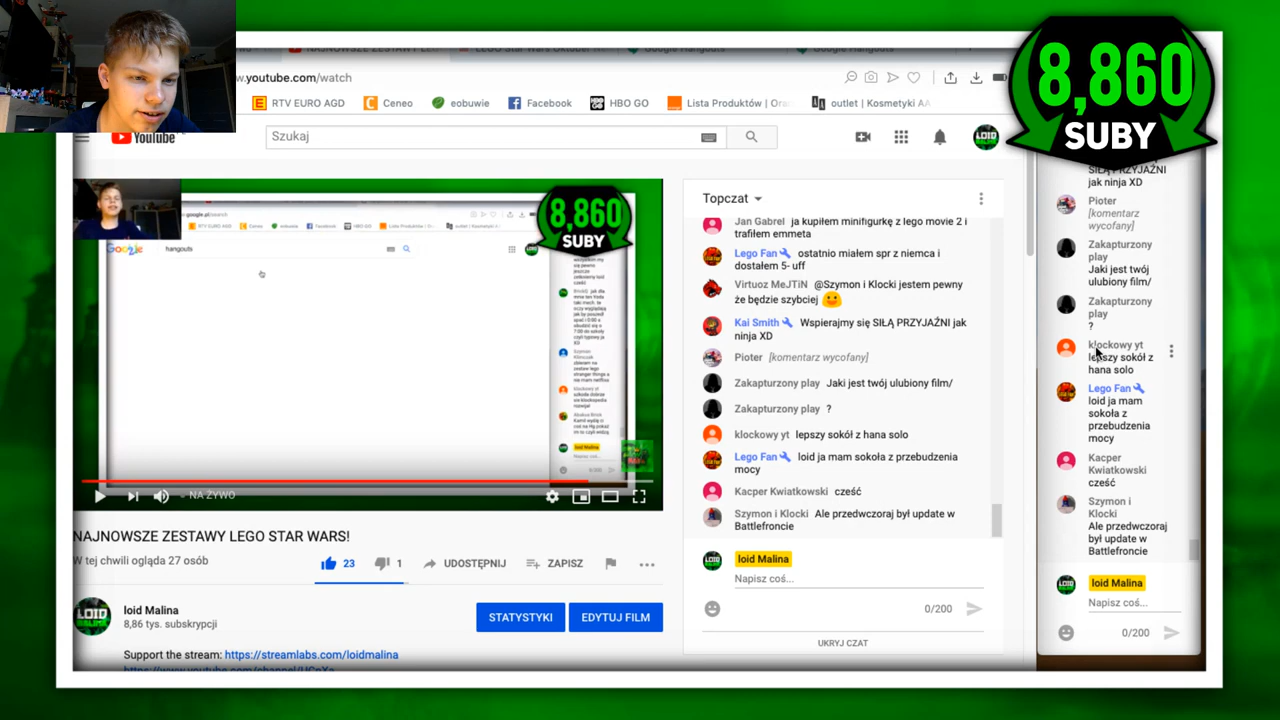 8,860
SUBY
w.youtube.com/watch
RTV EURO AGD
Ceneo
eobuwie
Facebook
HBO GO
Lista Produktów | Ora
outlet | Kosmetyki AA
YouTube
Szukaj
8,860
SUBY
hangouts
NA ŻYWO
NAJNOWSZE ZESTAWY LEGO STAR WARS!
W tej chwili ogląda 27 osób
23
1
UDOSTĘPNIJ
ZAPISZ
loid Malina
8,86 tys. subskrypcji
STATYSTYKI
EDYTUJ FILM
Support the stream: https://streamlabs.com/loidmalina
Topczat
Jan Gabrel ja kupiłem minifigurkę z lego movie 2 i
trafiłem emmeta
Lego Fan ostatnio miałem spr z niemca i
dostałem 5- uff
Virtuoz MeJTiN @Szymon i Klocki jestem pewny
że będzie szybciej
Kai Smith Wspierajmy się SIŁĄ PRZYJAŹNI jak
ninja XD
Pioter [komentarz wycofany]
Zakapturzony play Jaki jest twój ulubiony film/
Zakapturzony play ?
klockowy yt lepszy sokół z hana solo
Lego Fan loid ja mam sokoła z przebudzenia
mocy
Kacper Kwiatkowski cześć
Szymon i Klocki Ale przedwczoraj był update w
Battlefroncie
loid Malina
Napisz coś...
0/200
UKRYJ CZAT
SIŁĄ PRZYJAŹNI
jak ninja XD
Pioter
[komentarz
wycofany]
Zakapturzony
play
Jaki jest twój
ulubiony film/
Zakapturzony
play
?
klockowy yt
lepszy sokół z
hana solo
Lego Fan
loid ja mam
sokoła z
przebudzenia
mocy
Kacper
Kwiatkowski
cześć
Szymon i
Klocki
Ale przedwczoraj
był update w
Battlefroncie
loid Malina
Napisz coś...
0/200